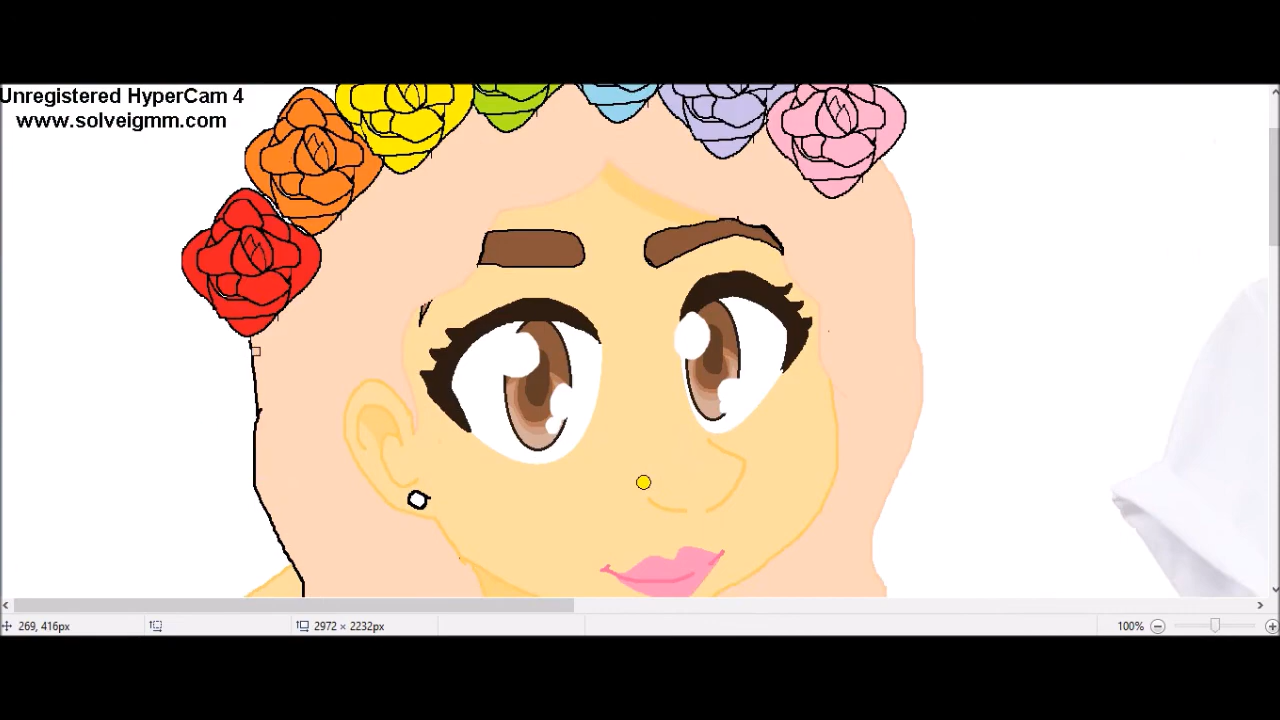 Unregistered HyperCam 4
www.solveigmm.com
269, 416px
2972 × 2232px
100%